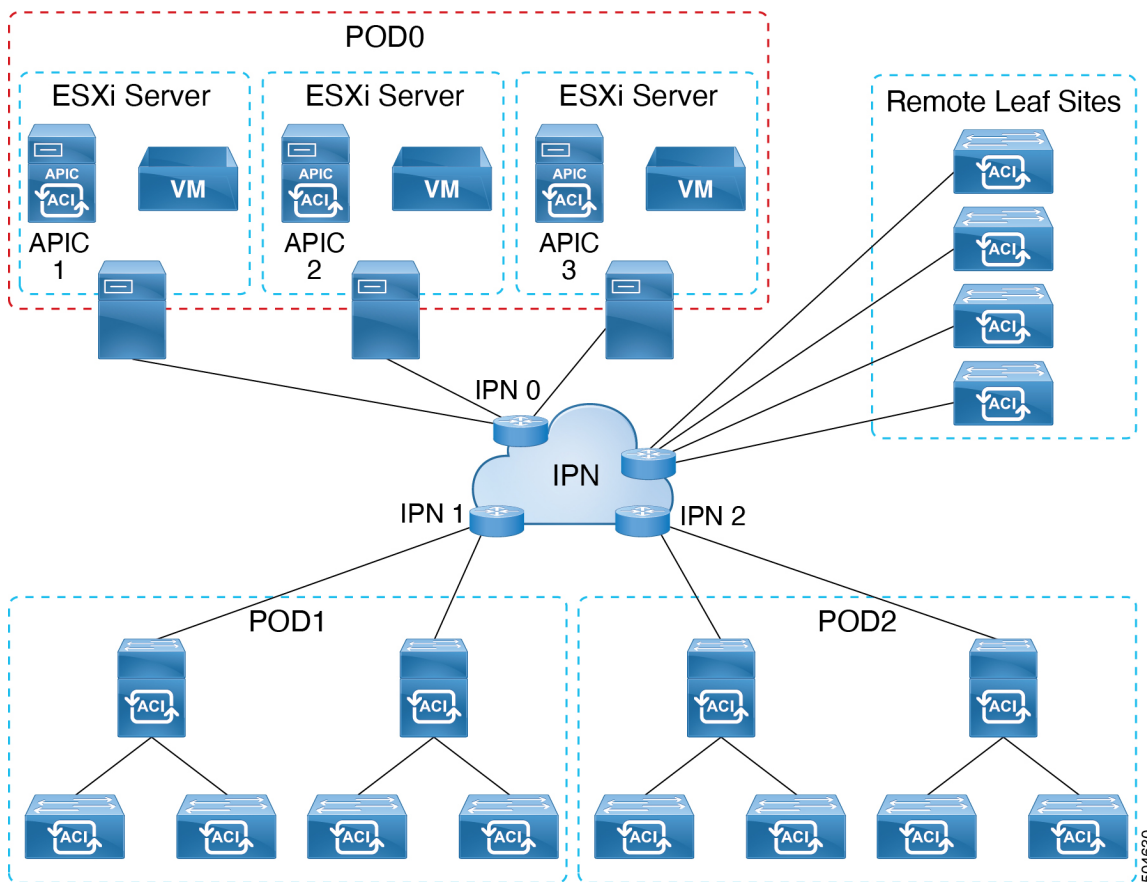 POD0
ESXi Server
ESXi Server
ESXi Server
Remote Leaf Sites
APIC
ACI
VM
APIC
ACI
VM
APIC
ACI
VM
APIC
1
APIC
2
APIC
3
ACI
ACI
ACI
ACI
IPN 0
IPN
IPN 1
IPN 2
POD1
POD2
ACI
ACI
ACI
ACI
ACI
ACI
ACI
ACI
ACI
ACI
ACI
ACI
504630